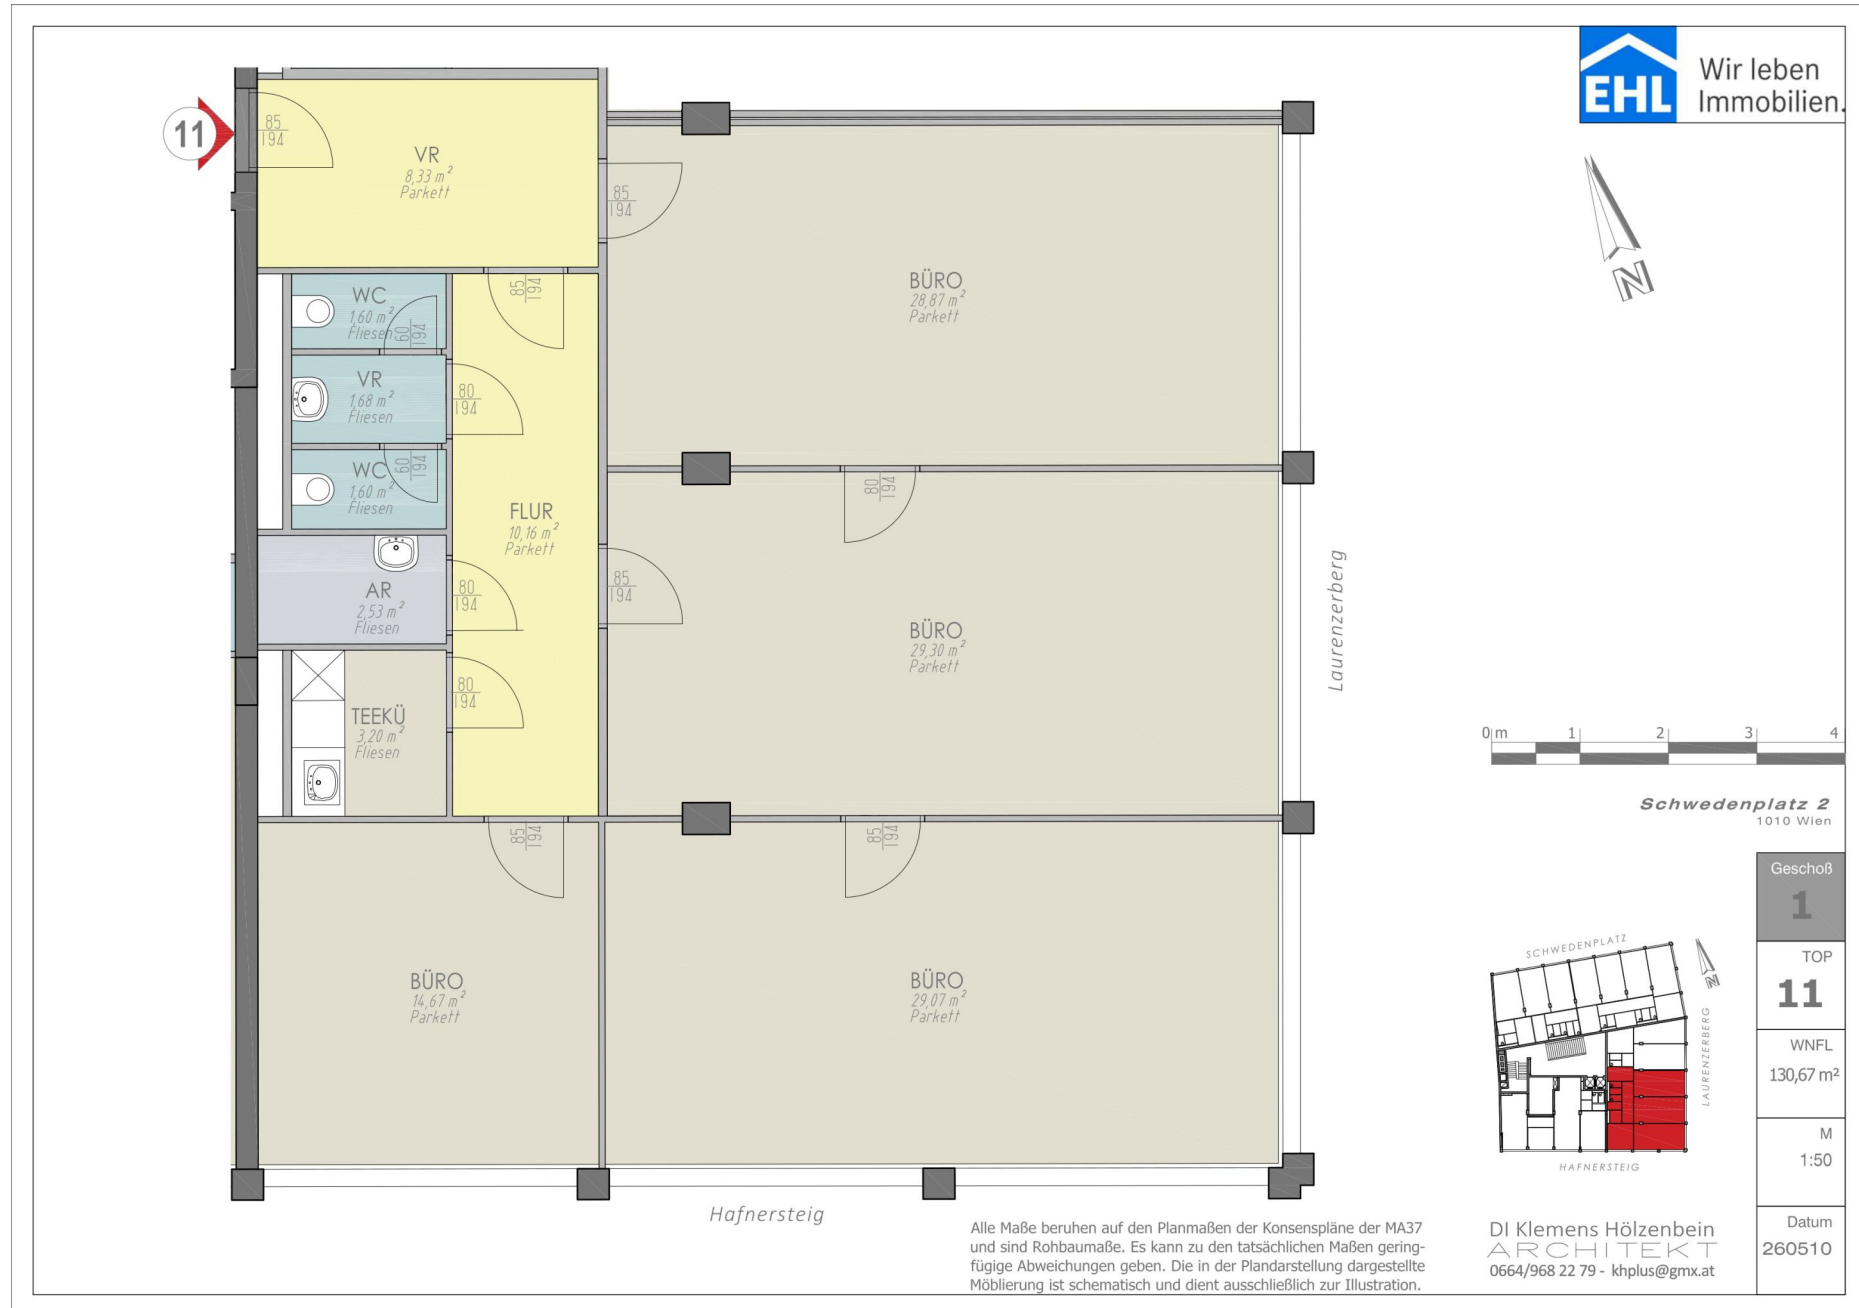 EHL
Wir leben
Immobilien.
11
85
194
VR
8,33 m²
Parkett
85
194
N
BÜRO
28,87 m²
Parkett
85
194
WC
1,60 m²
Fliesen
60
194
VR
1,68 m²
Fliesen
80
194
WC
1,60 m²
Fliesen
60
194
FLUR
10,16 m²
Parkett
80
194
AR
2,53 m²
Fliesen
80
194
85
194
BÜRO
29,30 m²
Parkett
Laurenzerberg
TEEKÜ
3,20 m²
Fliesen
80
194
0 m 1 2 3 4
Schwedenplatz 2
1010 Wien
85
194
85
194
BÜRO
14,67 m²
Parkett
BÜRO
29,07 m²
Parkett
Geschoß
1
TOP
11
WNFL
130,67 m²
M
1:50
Datum
260510
SCHWEDENPLATZ
N
LAURENZERBERG
HAFNERSTEIG
Hafnersteig
Alle Maße beruhen auf den Planmaßen der Konsenspläne der MA37
und sind Rohbaumaße. Es kann zu den tatsächlichen Maßen gering-
fügige Abweichungen geben. Die in der Plandarstellung dargestellte
Möblierung ist schematisch und dient ausschließlich zur Illustration.
DI Klemens Hölzenbein
ARCHITEKT
0664/968 22 79 - khplus@gmx.at